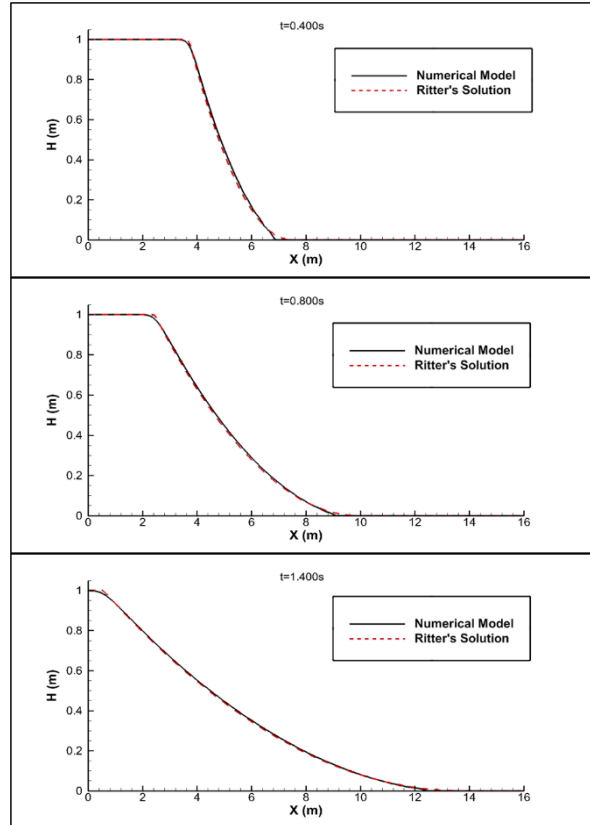 t=0.400s
1
0.8
0.6
0.4
0.2
0
H (m)
Numerical Model
Ritter's Solution
0 2 4 6 8 10 12 14 16
X (m)
t=0.800s
1
0.8
0.6
0.4
0.2
0
H (m)
Numerical Model
Ritter's Solution
0 2 4 6 8 10 12 14 16
X (m)
t=1.400s
1
0.8
0.6
0.4
0.2
0
H (m)
Numerical Model
Ritter's Solution
0 2 4 6 8 10 12 14 16
X (m)